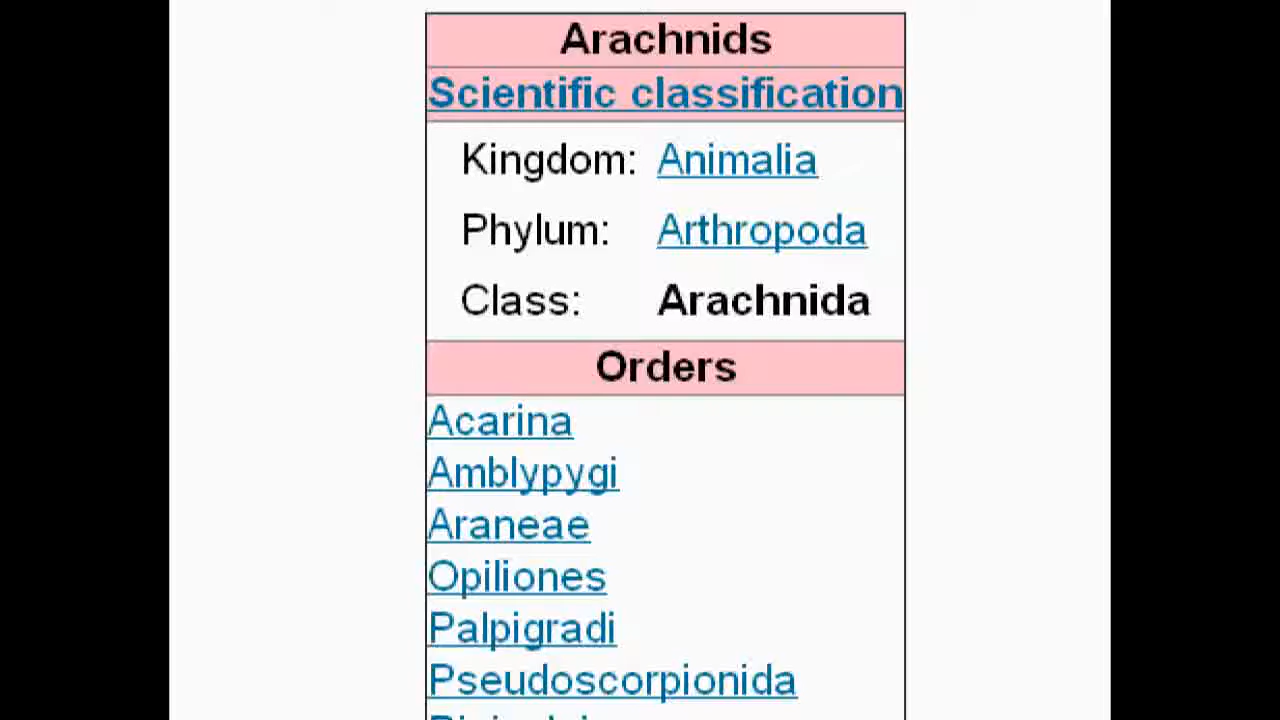 Arachnids
Scientific classification
Kingdom: Animalia
Phylum: Arthropoda
Class: Arachnida
Orders
Acarina
Amblypygi
Araneae
Opiliones
Palpigradi
Pseudoscorpionida